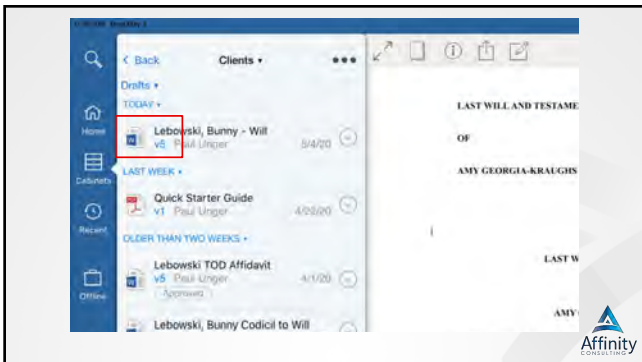 Back
Clients
Drafts
TODAY
Lebowski, Bunny - Will
v5 Paul Unger
5/4/20
LAST WEEK
Quick Starter Guide
v1 Paul Unger
4/29/20
OLDER THAN TWO WEEKS
Lebowski TOD Affidavit
v5 Paul Unger
4/1/20
Approved
Lebowski, Bunny Codicil to Will
Home
Cabinets
Recent
Offline
LAST WILL AND TESTAME
OF
AMY GEORGIA-KRAUGHS
LAST W
AMY
Affinity
CONSULTING